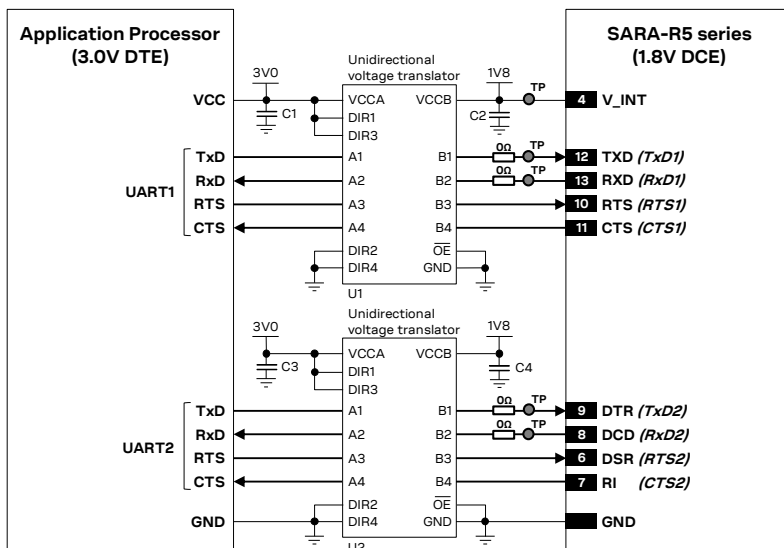 Application Processor
(3.0V DTE)
SARA-R5 series
(1.8V DCE)
Unidirectional
voltage translator
3V0
1V8
TP
VCC
C1
VCCA
VCCB
C2
4
V_INT
DIR1
DIR3
0Ω
TP
TxD
A1
B1
12
TXD (TxD1)
0Ω
TP
UART1
RxD
A2
B2
13
RXD (RxD1)
RTS
A3
B3
10
RTS (RTS1)
CTS
A4
B4
11
CTS (CTS1)
DIR2
OE
DIR4
GND
U1
Unidirectional
voltage translator
3V0
1V8
VCCA
VCCB
C3
C4
DIR1
DIR3
0Ω
TP
TxD
A1
B1
9
DTR (TxD2)
0Ω
TP
UART2
RxD
A2
B2
8
DCD (RxD2)
RTS
A3
B3
6
DSR (RTS2)
CTS
A4
B4
7
RI (CTS2)
DIR2
OE
GND
DIR4
GND
GND
U2